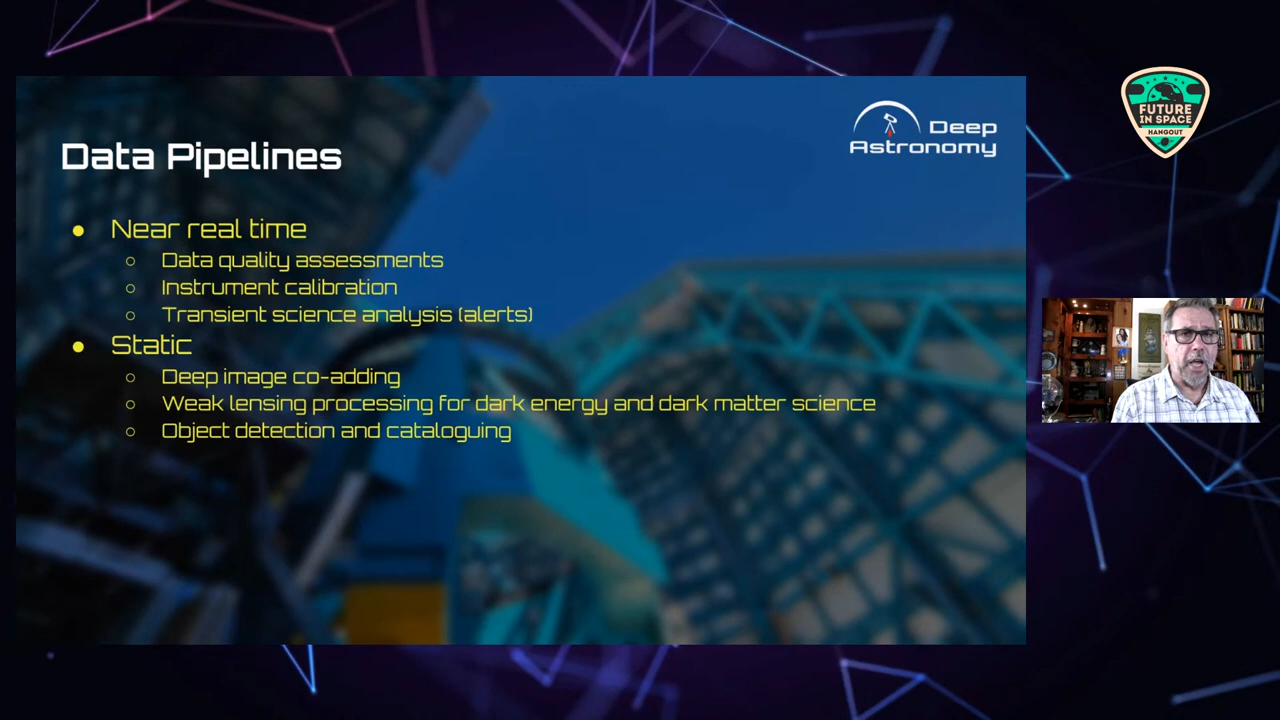 Data Pipelines
Deep
Astronomy
FUTURE
IN SPACE
HANGOUT
● Near real time
○ Data quality assessments
○ Instrument calibration
○ Transient science analysis (alerts)
● Static
○ Deep image co-adding
○ Weak lensing processing for dark energy and dark matter science
○ Object detection and cataloguing